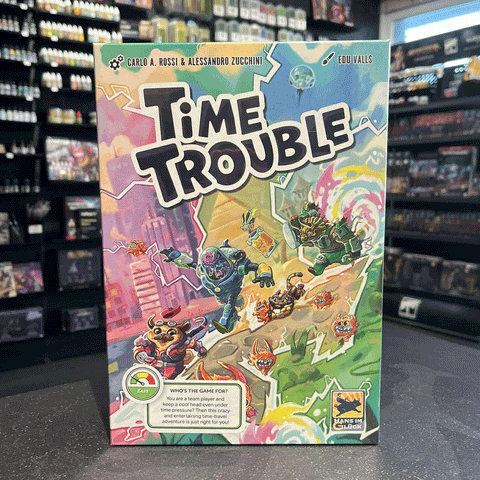 CARLO A. ROSSI & ALESSANDRO ZUCCHINI
EDU VALLS
TIME
TROUBLE
EASY
WHO'S THE GAME FOR?
You are a team player and
keep a cool head even under
time pressure? Then this crazy
and entertaining time-travel
adventure is just right for you!
HANS IM
GLÜCK